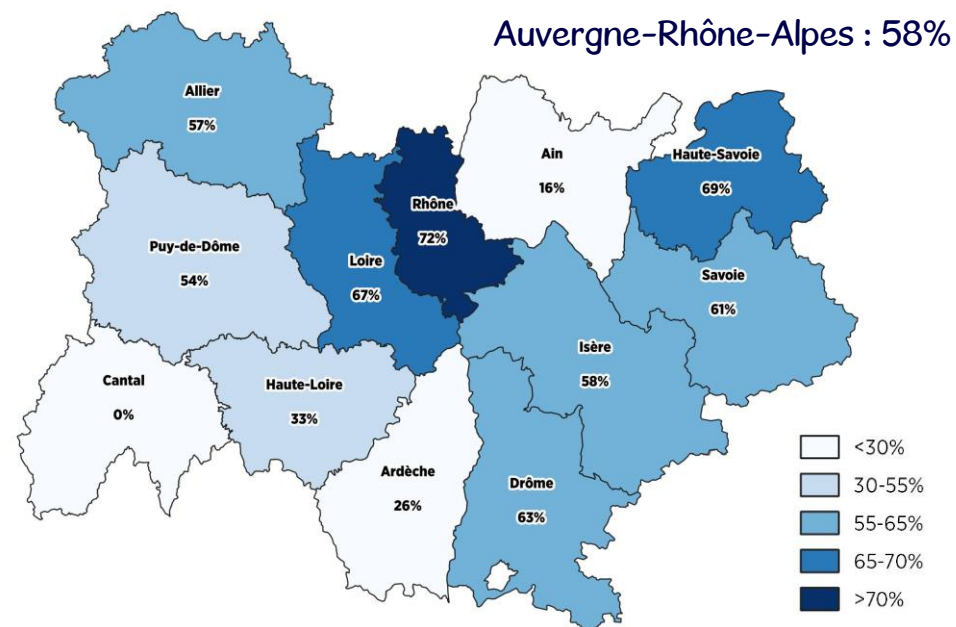 Auvergne-Rhône-Alpes : 58%
Allier
57%
Ain
16%
Haute-Savoie
69%
Rhône
72%
Puy-de-Dôme
54%
Loire
67%
Savoie
61%
Isère
58%
Cantal
0%
Haute-Loire
33%
Ardèche
26%
Drôme
63%
<30%
30-55%
55-65%
65-70%
>70%